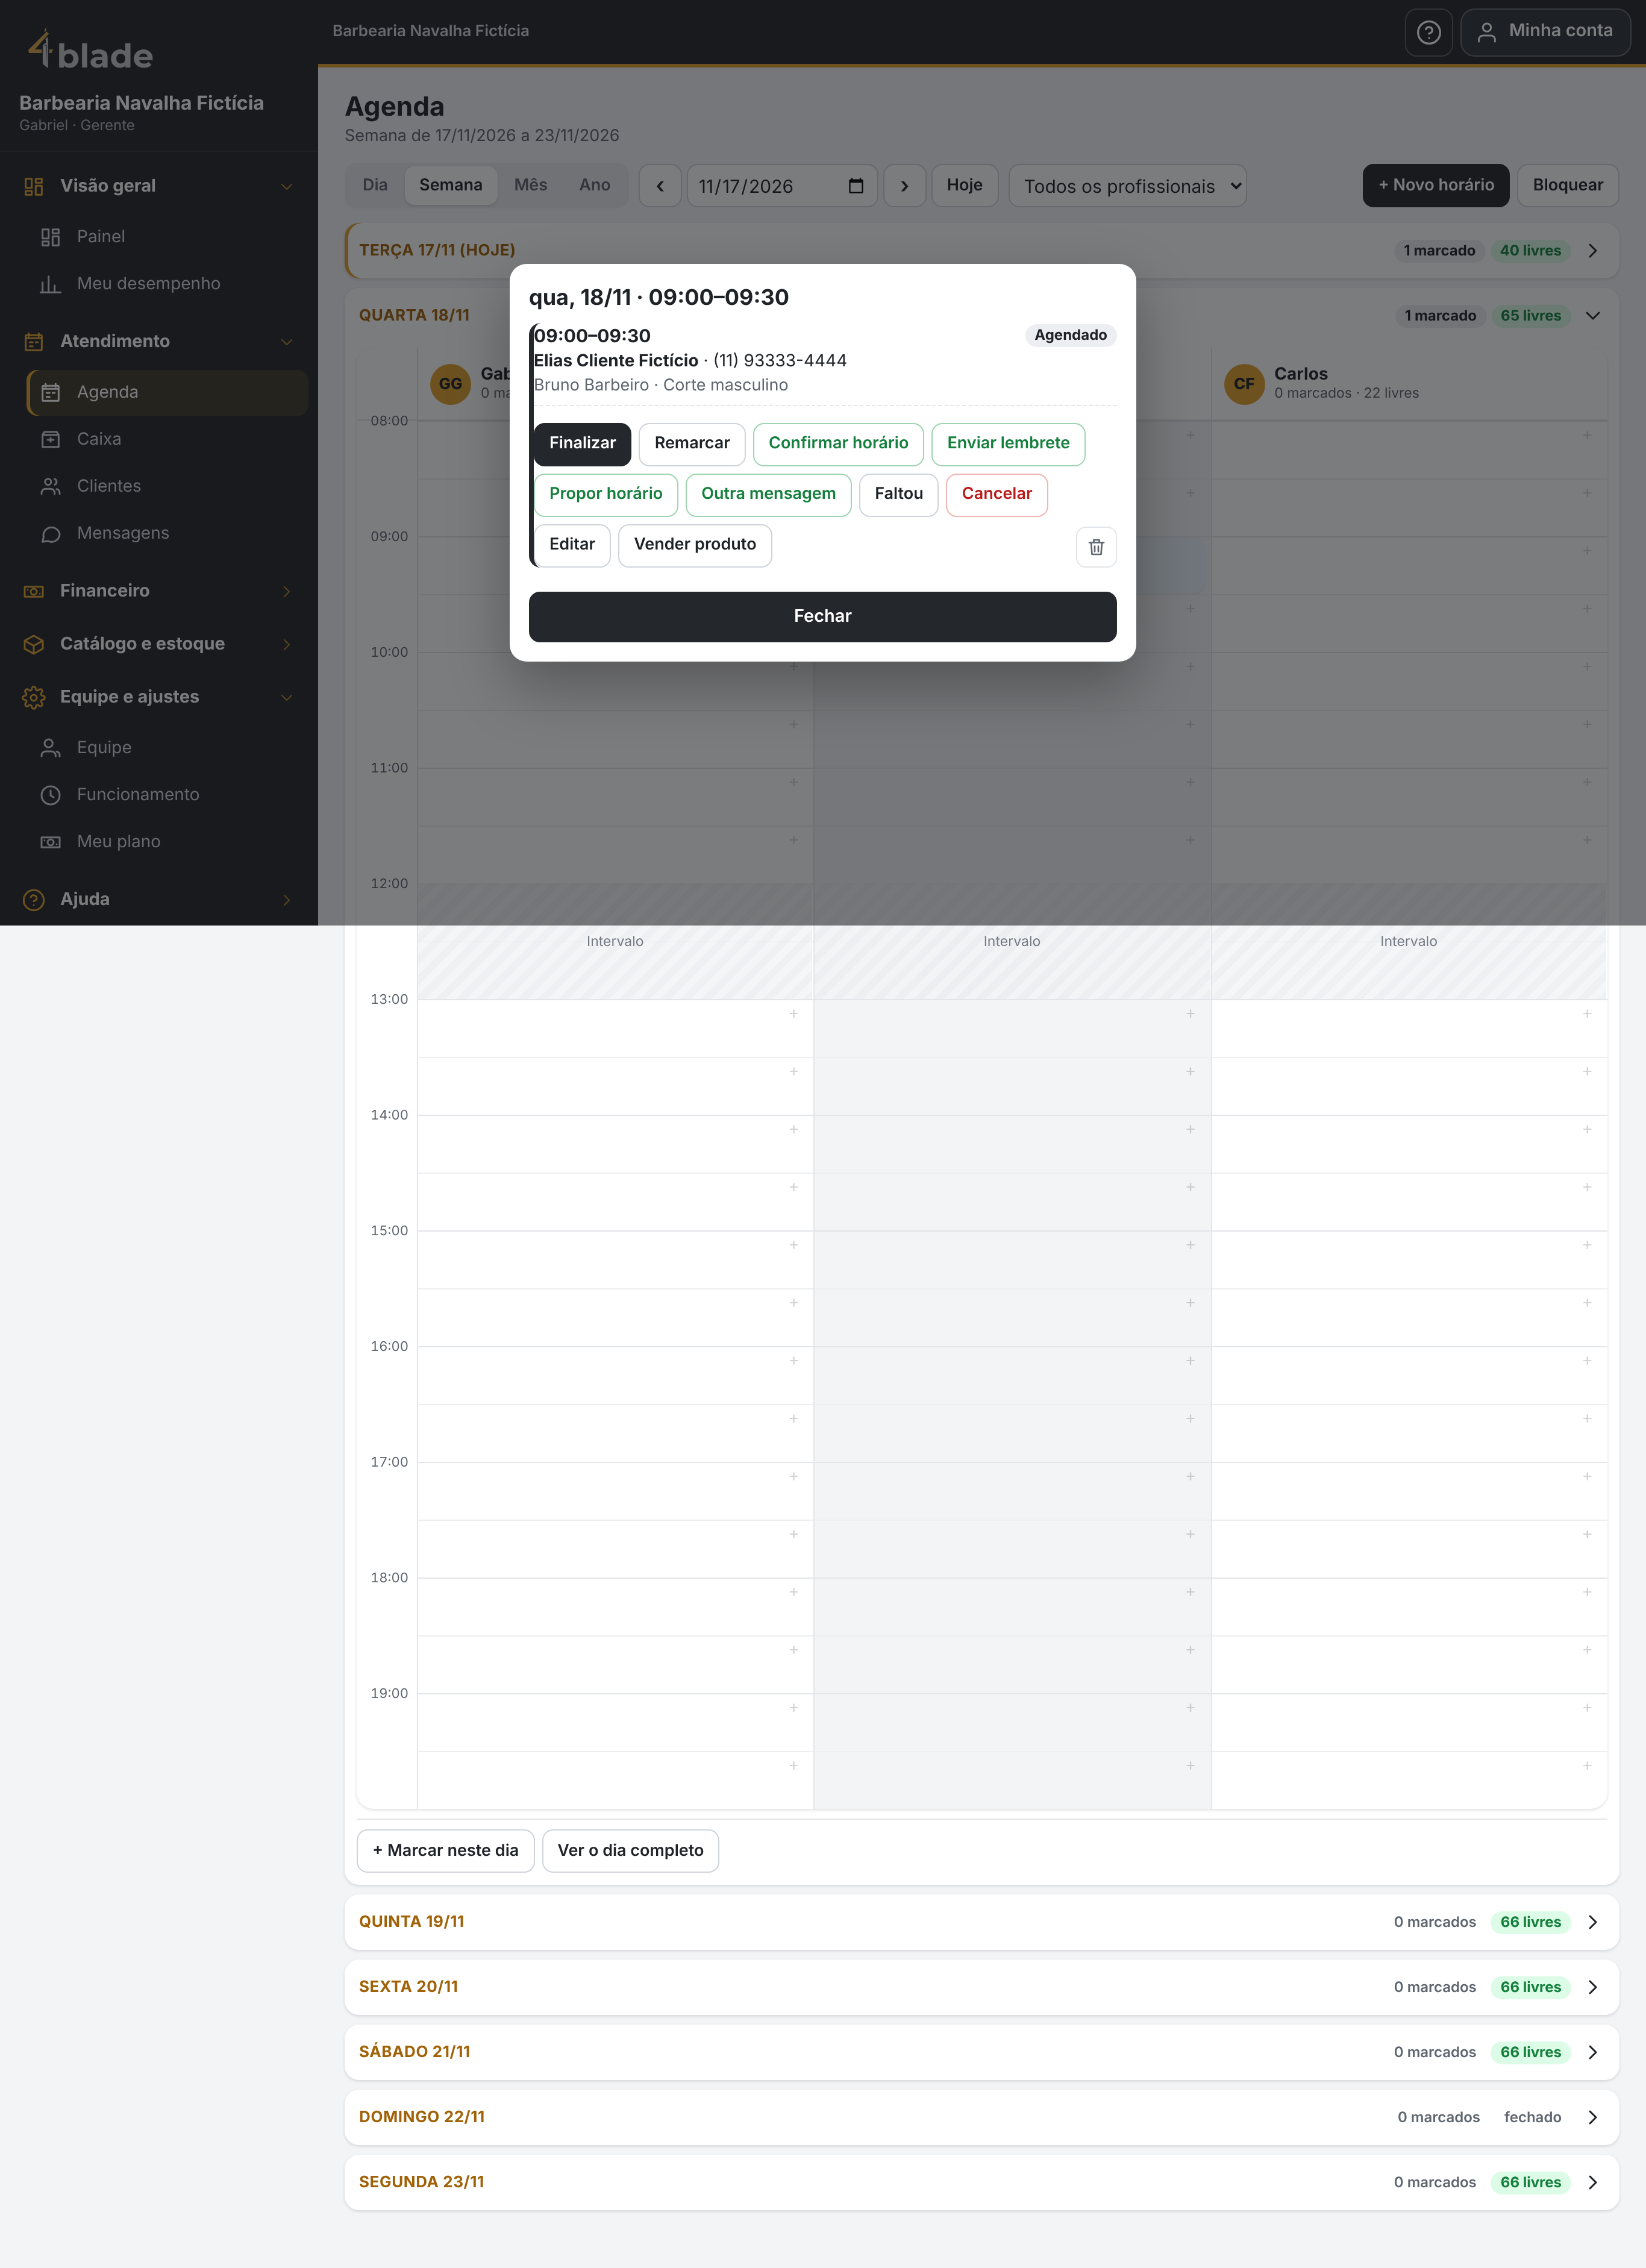 4blade
Barbearia Navalha Fictícia
Gabriel · Gerente
Visão geral
Painel
Meu desempenho
Atendimento
Agenda
Caixa
Clientes
Mensagens
Financeiro
Catálogo e estoque
Equipe e ajustes
Equipe
Funcionamento
Meu plano
Ajuda
Barbearia Navalha Fictícia
Minha conta
Agenda
Semana de 17/11/2026 a 23/11/2026
Dia Semana Mês Ano 11/17/2026 Hoje Todos os profissionais + Novo horário Bloquear
TERÇA 17/11 (HOJE) 1 marcado 40 livres
QUARTA 18/11 1 marcado 65 livres
qua, 18/11 · 09:00–09:30
09:00–09:30 Agendado
Elias Cliente Fictício · (11) 93333-4444
Bruno Barbeiro · Corte masculino
Finalizar Remarcar Confirmar horário Enviar lembrete
Propor horário Outra mensagem Faltou Cancelar
Editar Vender produto
Fechar
GG
CF Carlos
0 marcados · 22 livres
08:00
09:00
10:00
11:00
12:00
Intervalo Intervalo Intervalo
13:00
14:00
15:00
16:00
17:00
18:00
19:00
+ Marcar neste dia Ver o dia completo
QUINTA 19/11 0 marcados 66 livres
SEXTA 20/11 0 marcados 66 livres
SÁBADO 21/11 0 marcados 66 livres
DOMINGO 22/11 0 marcados fechado
SEGUNDA 23/11 0 marcados 66 livres